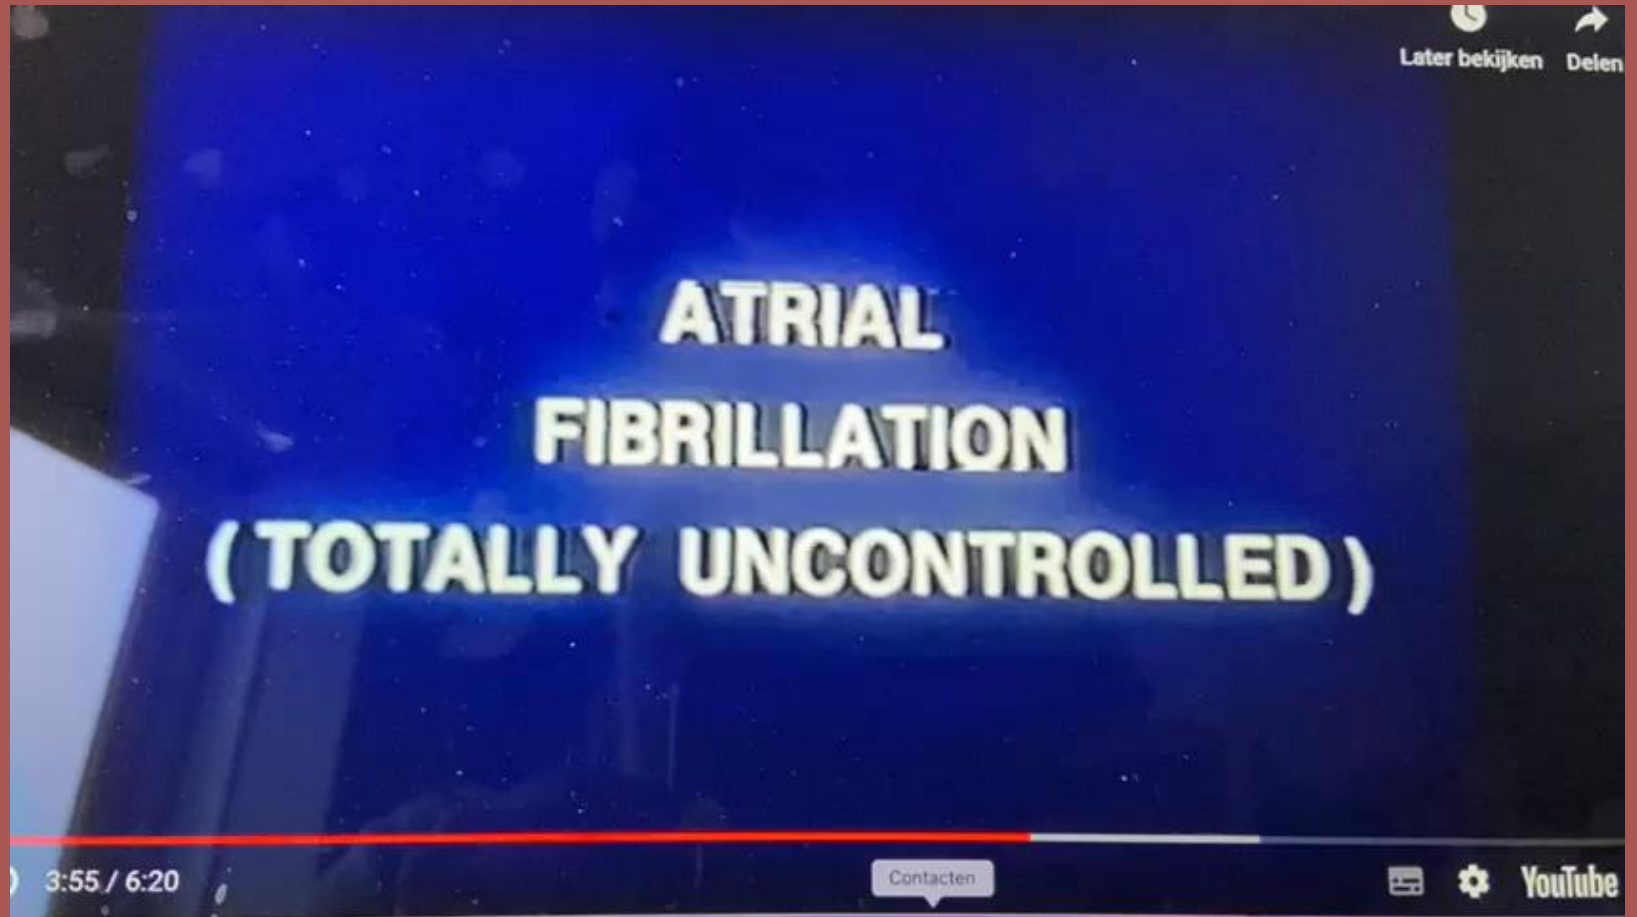 Later bekijken Delen
ATRIAL
FIBRILLATION
(TOTALLY UNCONTROLLED)
3:55 / 6:20
Contacten
YouTube